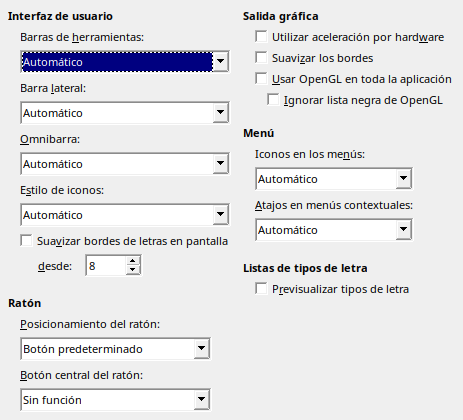 Interfaz de usuario
Barras de herramientas:
Automático
Barra lateral:
Automático
Omnibarra:
Automático
Estilo de iconos:
Automático
Suavizar bordes de letras en pantalla
desde: 8
Ratón
Posicionamiento del ratón:
Botón predeterminado
Botón central del ratón:
Sin función
Salida gráfica
Utilizar aceleración por hardware
Suavizar los bordes
Usar OpenGL en toda la aplicación
Ignorar lista negra de OpenGL
Menú
Iconos en los menús:
Automático
Atajos en menús contextuales:
Automático
Listas de tipos de letra
Previsualizar tipos de letra